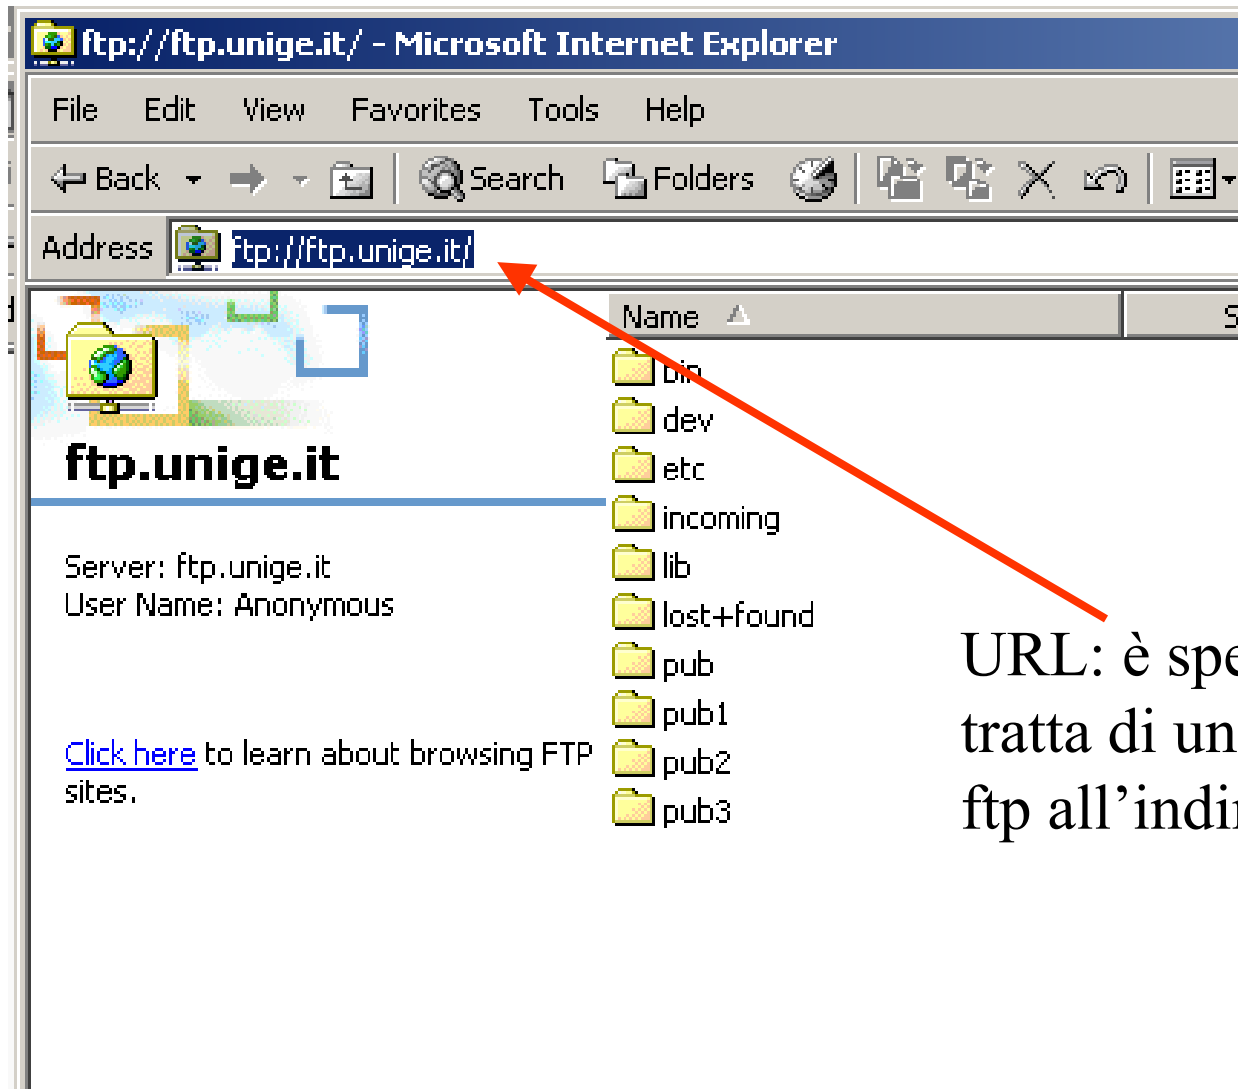 ftp://ftp.unige.it/ - Microsoft Internet Explorer
File Edit View Favorites Tools Help
Back Search Folders
Address ftp://ftp.unige.it/
Name S
bin
dev
ftp.unige.it
etc
incoming
Server: ftp.unige.it
lib
User Name: Anonymous
lost+found
pub
pub1
Click here to learn about browsing FTP
sites.
pub2
pub3
URL: è spe
tratta di un
ftp all’indir